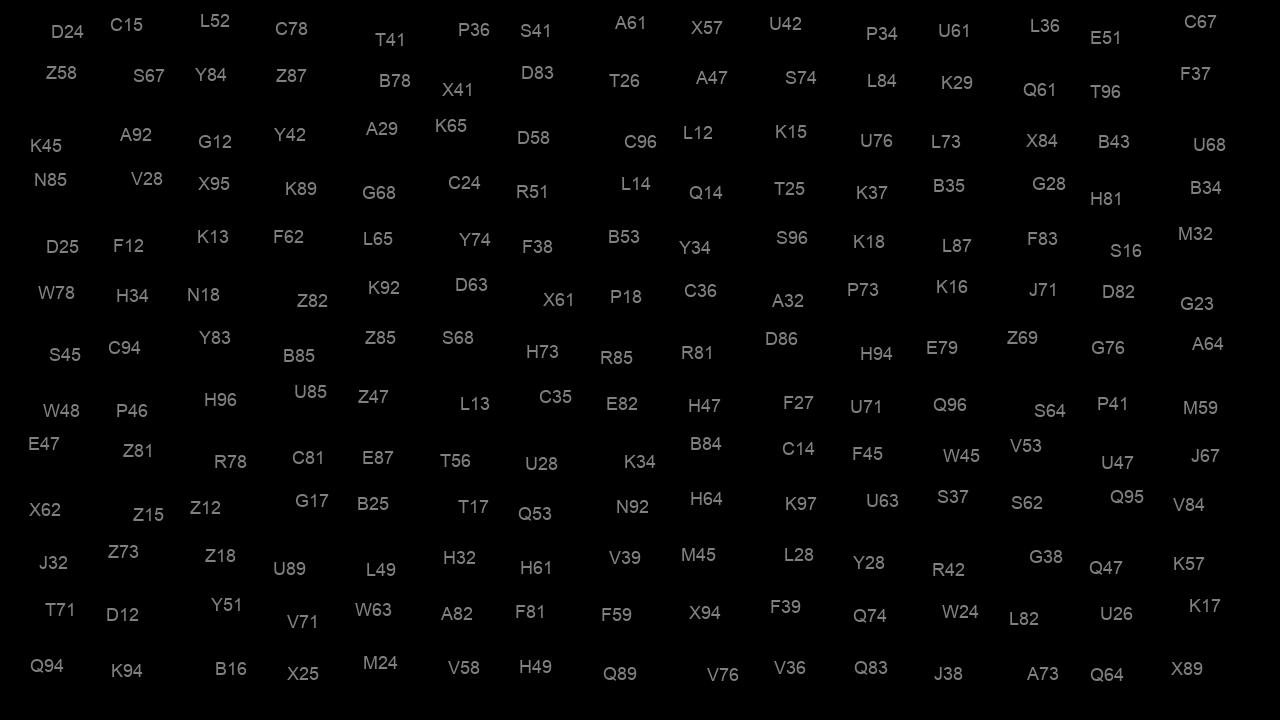 D24 C15 L52 C78 T41 P36 S41 A61 X57 U42 P34 U61 L36 E51 C67
Z58 S67 Y84 Z87 B78 X41 D83 T26 A47 S74 L84 K29 Q61 T96 F37
K45 A92 G12 Y42 A29 K65 D58 C96 L12 K15 U76 L73 X84 B43 U68
N85 V28 X95 K89 G68 C24 R51 L14 Q14 T25 K37 B35 G28 H81 B34
D25 F12 K13 F62 L65 Y74 F38 B53 Y34 S96 K18 L87 F83 S16 M32
W78 H34 N18 Z82 K92 D63 X61 P18 C36 A32 P73 K16 J71 D82 G23
S45 C94 Y83 B85 Z85 S68 H73 R85 R81 D86 H94 E79 Z69 G76 A64
W48 P46 H96 U85 Z47 L13 C35 E82 H47 F27 U71 Q96 S64 P41 M59
E47 Z81 R78 C81 E87 T56 U28 K34 B84 C14 F45 W45 V53 U47 J67
X62 Z15 Z12 G17 B25 T17 Q53 N92 H64 K97 U63 S37 S62 Q95 V84
J32 Z73 Z18 U89 L49 H32 H61 V39 M45 L28 Y28 R42 G38 Q47 K57
T71 D12 Y51 V71 W63 A82 F81 F59 X94 F39 Q74 W24 L82 U26 K17
Q94 K94 B16 X25 M24 V58 H49 Q89 V76 V36 Q83 J38 A73 Q64 X89